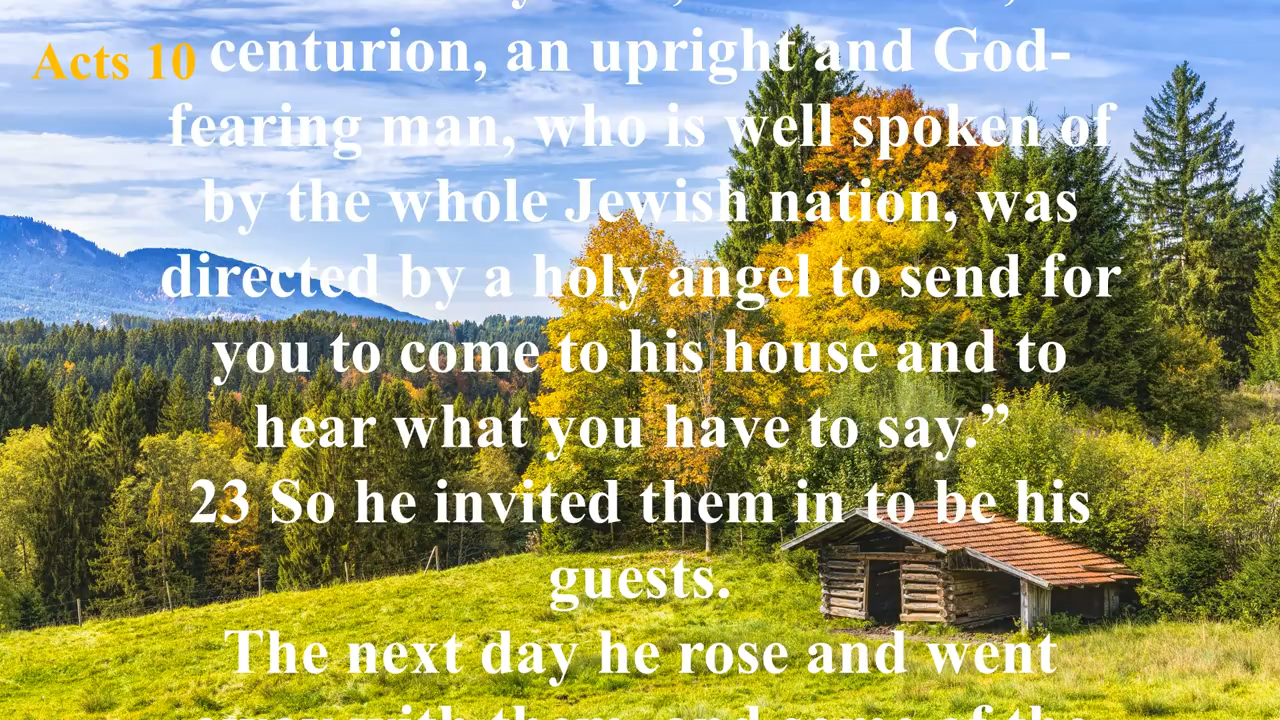 Acts 10
centurion, an upright and God-
fearing man, who is well spoken of
by the whole Jewish nation, was
directed by a holy angel to send for
you to come to his house and to
hear what you have to say.”
23 So he invited them in to be his
guests.
The next day he rose and went